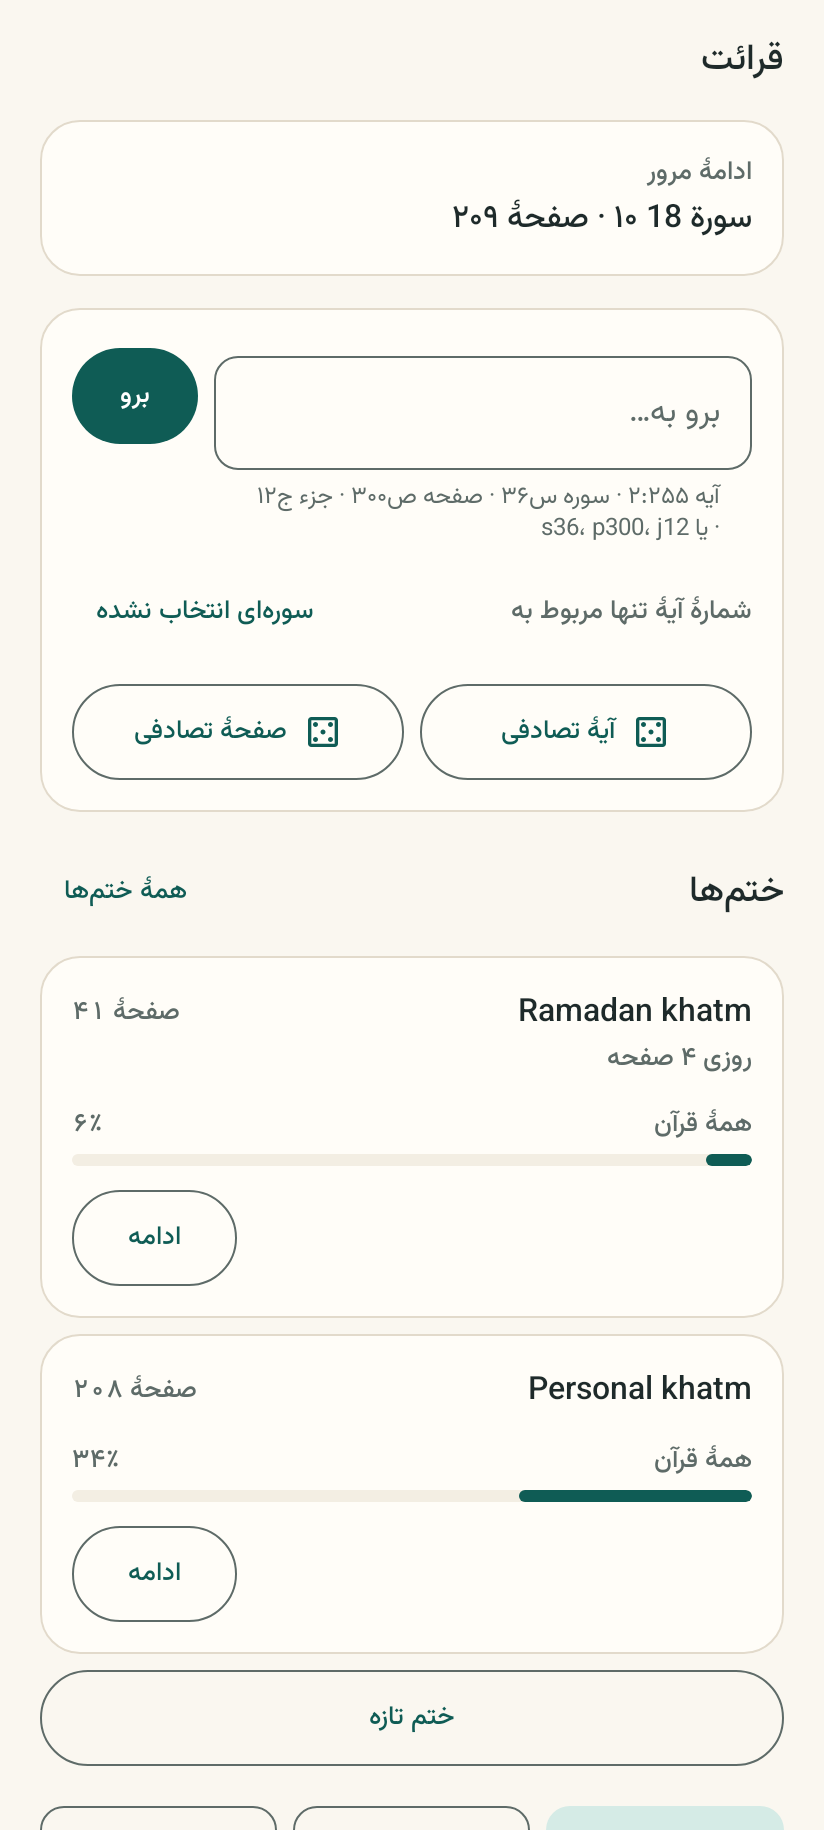 قرائت
ادامهٔ مرور
سورة 18 ۱۰ · صفحهٔ ۲۰۹
برو به…
برو
آیه ۲:۲۵۵ · سوره س۳۶ · صفحه ص۳۰۰ · جزء ج۱۲
· یا s36، p300، j12
شمارهٔ آیهٔ تنها مربوط به
سوره‌ای انتخاب نشده
آیهٔ تصادفی
صفحهٔ تصادفی
ختم‌ها
همهٔ ختم‌ها
Ramadan khatm
صفحهٔ ۴۱
روزی ۴ صفحه
همهٔ قرآن
۶٪
ادامه
Personal khatm
صفحهٔ ۲۰۸
همهٔ قرآن
۳۴٪
ادامه
ختم تازه